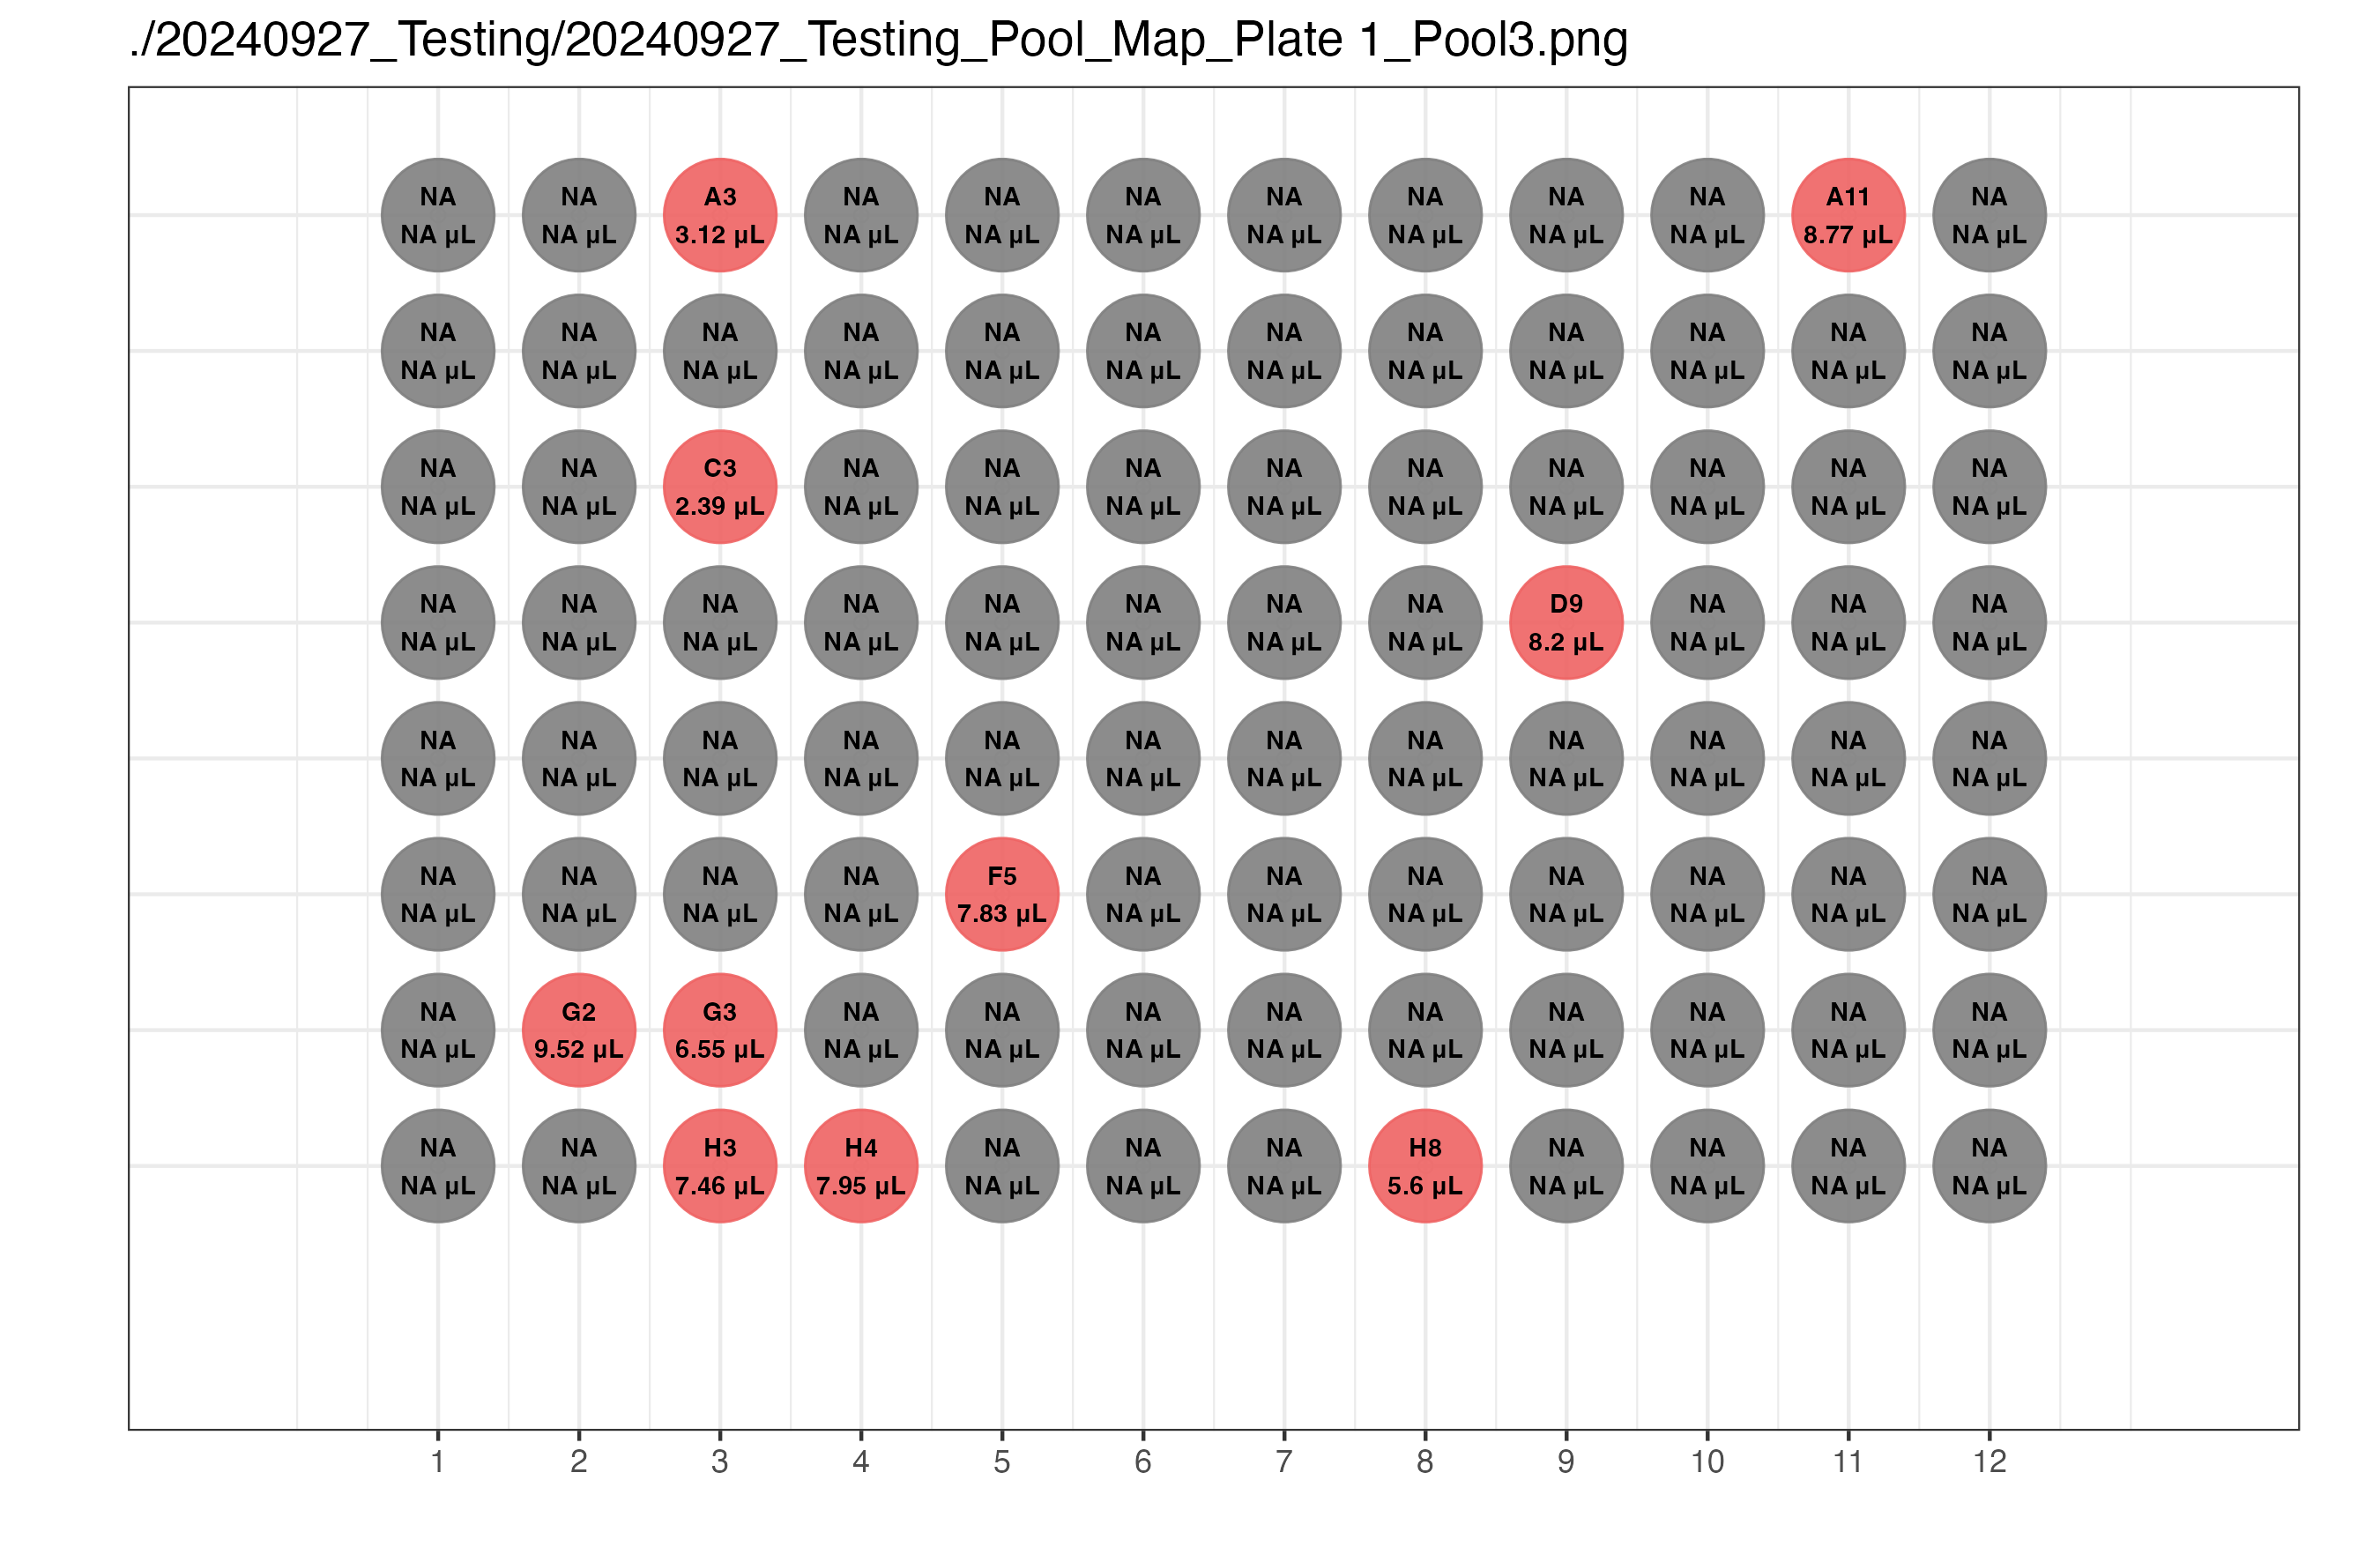 ./20240927_Testing/20240927_Testing_Pool_Map_Plate 1_Pool3.png
NA NA A3 NA NA NA NA NA NA NA A11 NA
NA µL NA µL 3.12 µL NA µL NA µL NA µL NA µL NA µL NA µL NA µL 8.77 µL NA µL
NA NA NA NA NA NA NA NA NA NA NA NA
NA µL NA µL NA µL NA µL NA µL NA µL NA µL NA µL NA µL NA µL NA µL NA µL
NA NA C3 NA NA NA NA NA NA NA NA NA
NA µL NA µL 2.39 µL NA µL NA µL NA µL NA µL NA µL NA µL NA µL NA µL NA µL
NA NA NA NA NA NA NA NA D9 NA NA NA
NA µL NA µL NA µL NA µL NA µL NA µL NA µL NA µL 8.2 µL NA µL NA µL NA µL
NA NA NA NA NA NA NA NA NA NA NA NA
NA µL NA µL NA µL NA µL NA µL NA µL NA µL NA µL NA µL NA µL NA µL NA µL
NA NA NA NA F5 NA NA NA NA NA NA NA
NA µL NA µL NA µL NA µL 7.83 µL NA µL NA µL NA µL NA µL NA µL NA µL NA µL
NA G2 G3 NA NA NA NA NA NA NA NA NA
NA µL 9.52 µL 6.55 µL NA µL NA µL NA µL NA µL NA µL NA µL NA µL NA µL NA µL
NA NA H3 H4 NA NA NA H8 NA NA NA NA
NA µL NA µL 7.46 µL 7.95 µL NA µL NA µL NA µL 5.6 µL NA µL NA µL NA µL NA µL
1 2 3 4 5 6 7 8 9 10 11 12